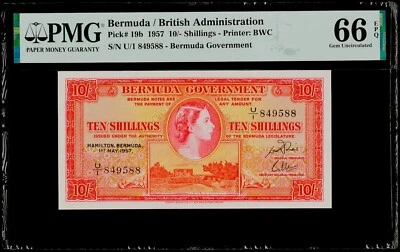 PMG
PAPER MONEY GUARANTY
Bermuda / British Administration
Pick# 19b 1957 10/- Shillings - Printer: BWC
S/N U/1 849588 - Bermuda Government
66 EPQ
Gem Uncirculated
10/- BERMUDA GOVERNMENT 10/-
BERMUDA NOTES ARE LEGAL TENDER FOR
THE PAYMENT OF ANY AMOUNT
U/1 849588
TEN SHILLINGS TEN SHILLINGS
ISSUED UNDER THE AUTHORITY OF THE BERMUDA LEGISLATURE
HAMILTON, BERMUDA,
1ST MAY, 1957.
U/1 849588
10/- 10/-